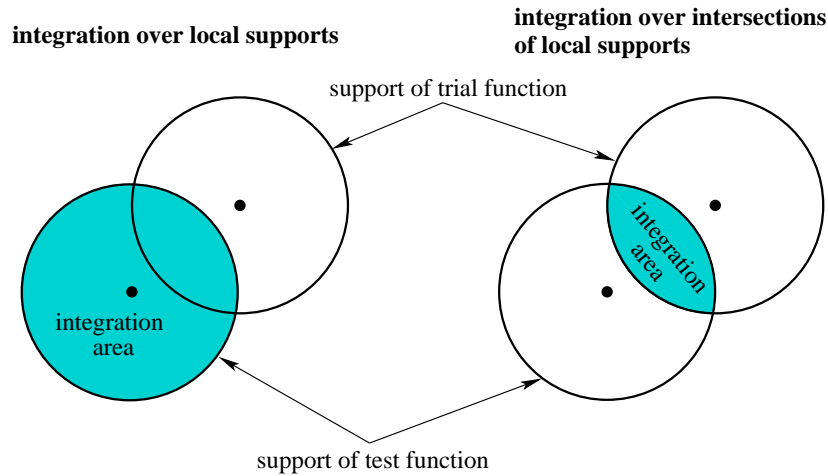 integration over local supports
integration over intersections
of local supports
support of trial function
integration
area
integration
area
support of test function